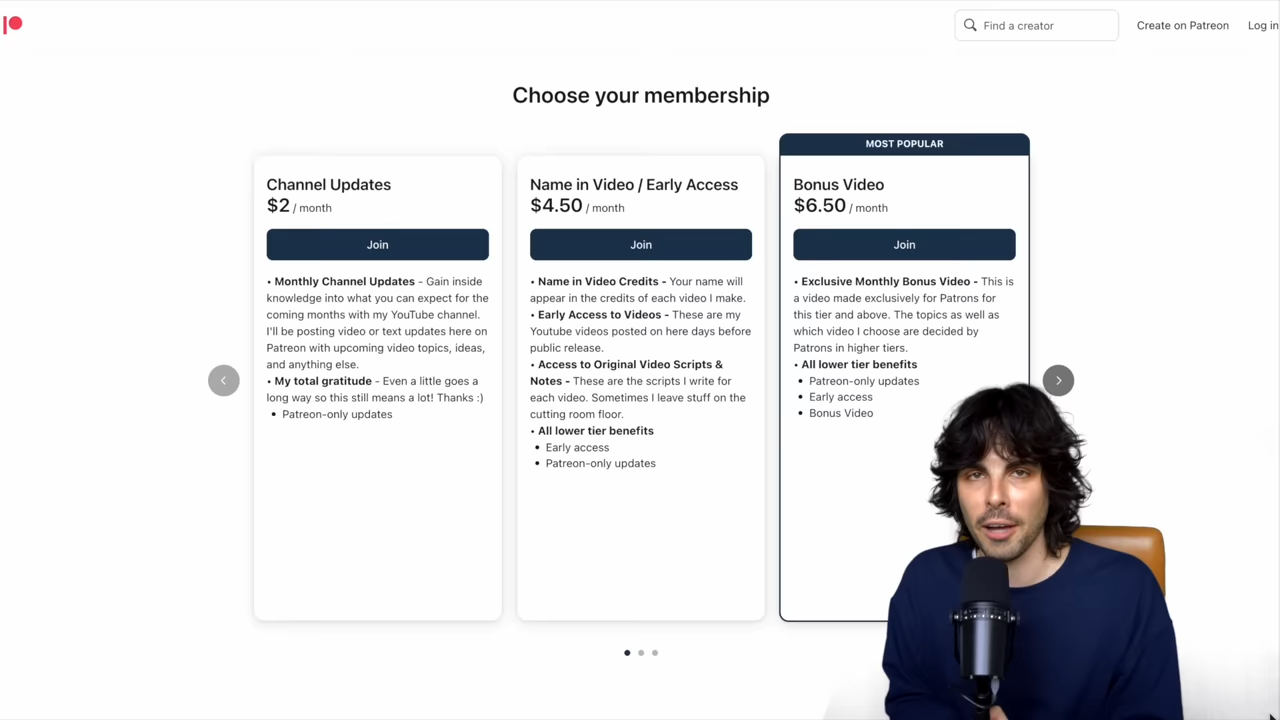 Find a creator
Create on Patreon
Log in
Choose your membership
Channel Updates
$2 / month
Join
• Monthly Channel Updates - Gain inside
knowledge into what you can expect for the
coming months with my YouTube channel.
I'll be posting video or text updates here on
Patreon with upcoming video topics, ideas,
and anything else.
• My total gratitude - Even a little goes a
long way so this still means a lot! Thanks :)
• Patreon-only updates
Name in Video / Early Access
$4.50 / month
Join
• Name in Video Credits - Your name will
appear in the credits of each video I make.
• Early Access to Videos - These are my
Youtube videos posted on here days before
public release.
• Access to Original Video Scripts &
Notes - These are the scripts I write for
each video. Sometimes I leave stuff on the
cutting room floor.
• All lower tier benefits
• Early access
• Patreon-only updates
MOST POPULAR
Bonus Video
$6.50 / month
Join
• Exclusive Monthly Bonus Video - This is
a video made exclusively for Patrons for
this tier and above. The topics as well as
which video I choose are decided by
Patrons in higher tiers.
• All lower tier benefits
• Patreon-only updates
• Early access
• Bonus Video